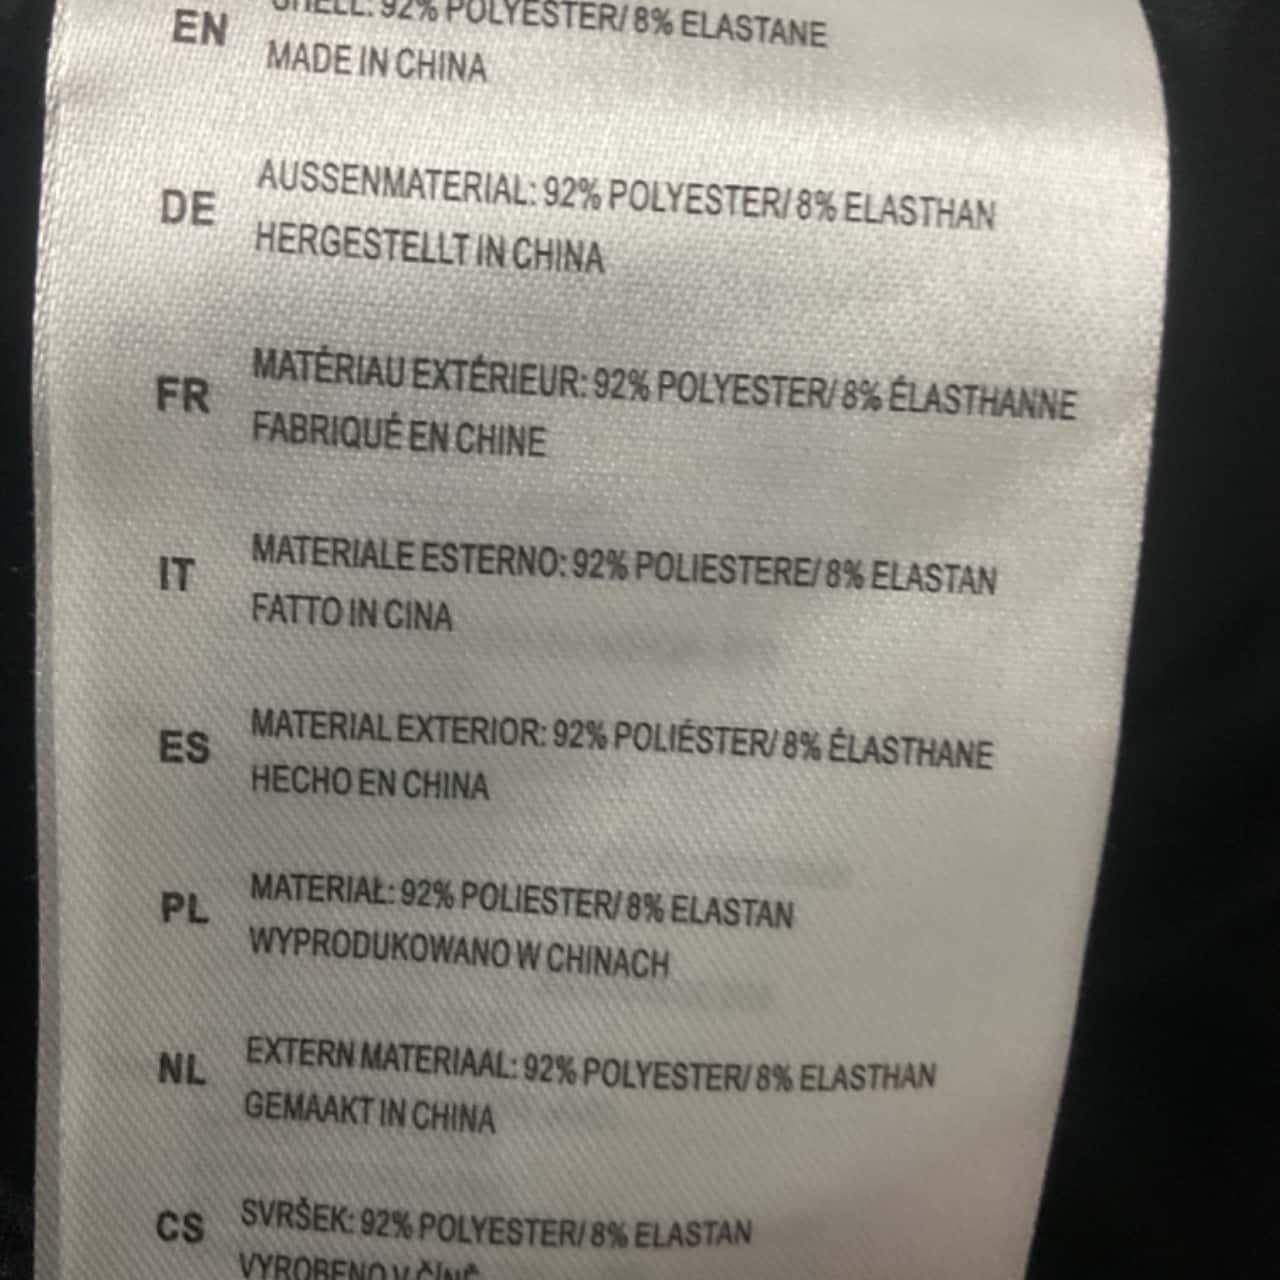 EN SHELL: 92% POLYESTER/ 8% ELASTANE
MADE IN CHINA
DE AUSSENMATERIAL: 92% POLYESTER/ 8% ELASTHAN
HERGESTELLT IN CHINA
FR MATÉRIAU EXTÉRIEUR: 92% POLYESTER/ 8% ÉLASTHANNE
FABRIQUÉ EN CHINE
IT MATERIALE ESTERNO: 92% POLIESTERE/ 8% ELASTAN
FATTO IN CINA
ES MATERIAL EXTERIOR: 92% POLIÉSTER/ 8% ÉLASTHANE
HECHO EN CHINA
PL MATERIAŁ: 92% POLIESTER/ 8% ELASTAN
WYPRODUKOWANO W CHINACH
NL EXTERN MATERIAAL: 92% POLYESTER/ 8% ELASTHAN
GEMAAKT IN CHINA
CS SVRŠEK: 92% POLYESTER/ 8% ELASTAN
VYROBENO V ČÍNĚ